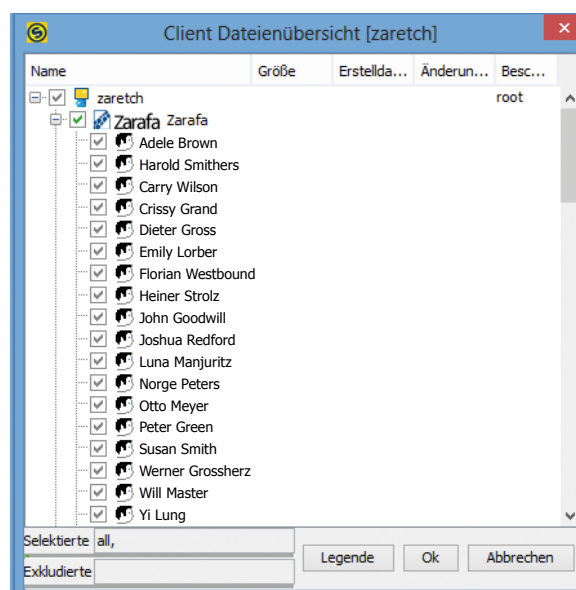 Client Dateienübersicht [zaretch]
Name Größe Erstellda... Änderun... Besc...
zaretch root
Zarafa Zarafa
Adele Brown
Harold Smithers
Carry Wilson
Crissy Grand
Dieter Gross
Emily Lorber
Florian Westbound
Heiner Strolz
John Goodwill
Joshua Redford
Luna Manjuritz
Norge Peters
Otto Meyer
Peter Green
Susan Smith
Werner Grossherz
Will Master
Yi Lung
Selektierte all,
Exkludierte
Legende Ok Abbrechen